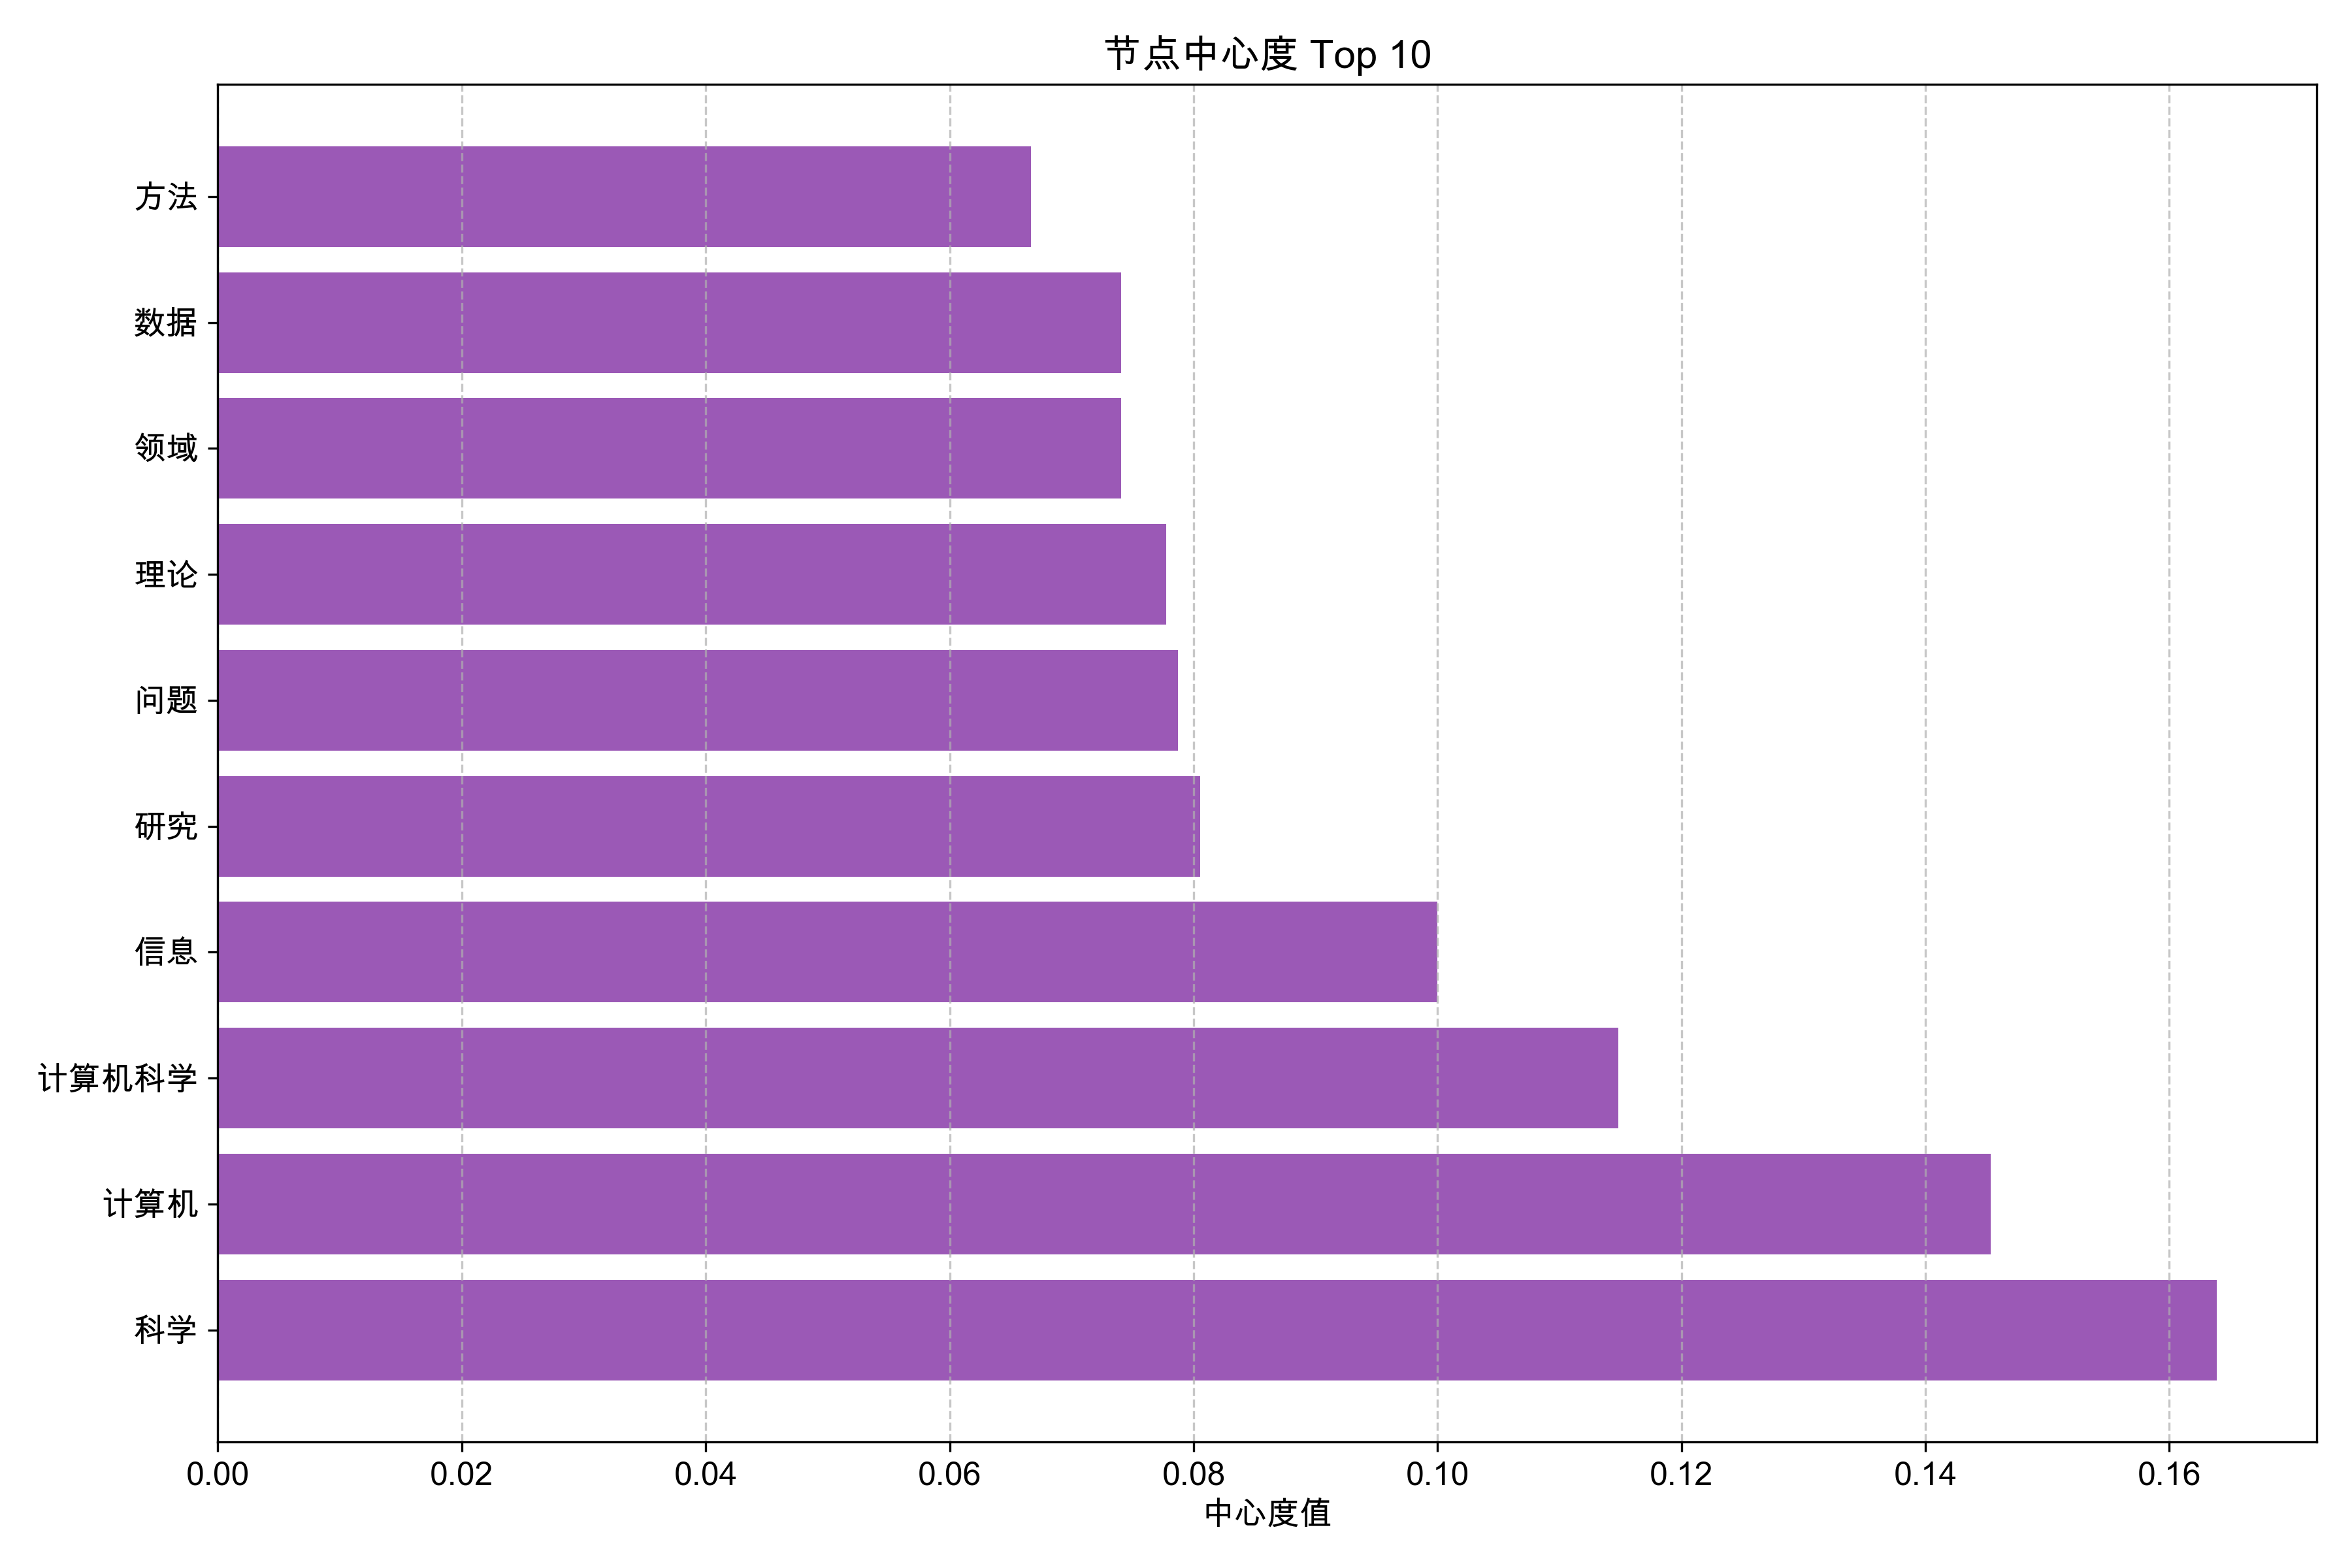 节点中心度 Top 10
方法
数据
领域
理论
问题
研究
信息
计算机科学
计算机
科学
0.00 0.02 0.04 0.06 0.08 0.10 0.12 0.14 0.16
中心度值